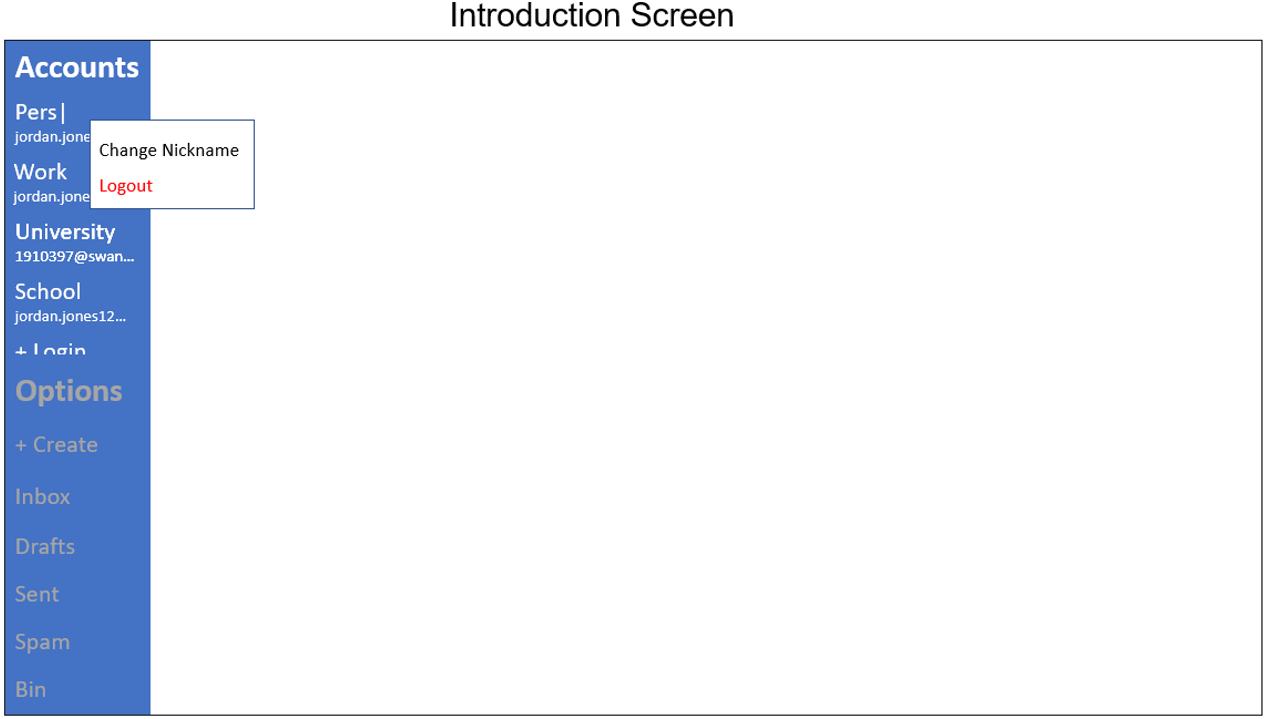 Introduction Screen
Accounts
Pers|
jordan.jone
Change Nickname
Logout
Work
jordan.jone
University
1910397@swan...
School
jordan.jones12...
+ Login
Options
+ Create
Inbox
Drafts
Sent
Spam
Bin